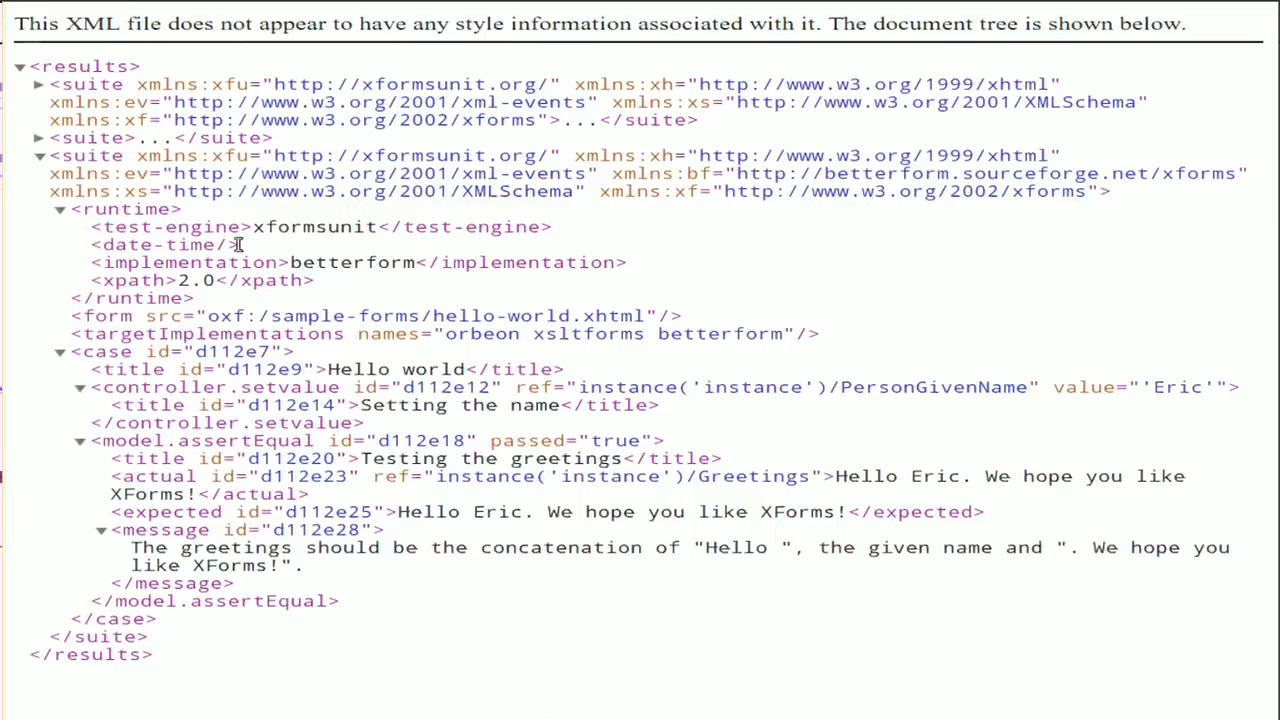 This XML file does not appear to have any style information associated with it. The document tree is shown below.
<results>
<suite xmlns:xfu="http://xformsunit.org/" xmlns:xh="http://www.w3.org/1999/xhtml"
xmlns:ev="http://www.w3.org/2001/xml-events" xmlns:xs="http://www.w3.org/2001/XMLSchema"
xmlns:xf="http://www.w3.org/2002/xforms">...</suite>
<suite>...</suite>
<suite xmlns:xfu="http://xformsunit.org/" xmlns:xh="http://www.w3.org/1999/xhtml"
xmlns:ev="http://www.w3.org/2001/xml-events" xmlns:bf="http://betterform.sourceforge.net/xforms"
xmlns:xs="http://www.w3.org/2001/XMLSchema" xmlns:xf="http://www.w3.org/2002/xforms">
<runtime>
<test-engine>xformsunit</test-engine>
<date-time/>
<implementation>betterform</implementation>
<xpath>2.0</xpath>
</runtime>
<form src="oxf:/sample-forms/hello-world.xhtml"/>
<targetImplementations names="orbeon xsltforms betterform"/>
<case id="d112e7">
<title id="d112e9">Hello world</title>
<controller.setvalue id="d112e12" ref="instance('instance')/PersonGivenName" value="'Eric'">
<title id="d112e14">Setting the name</title>
</controller.setvalue>
<model.assertEqual id="d112e18" passed="true">
<title id="d112e20">Testing the greetings</title>
<actual id="d112e23" ref="instance('instance')/Greetings">Hello Eric. We hope you like
XForms!</actual>
<expected id="d112e25">Hello Eric. We hope you like XForms!</expected>
<message id="d112e28">
The greetings should be the concatenation of "Hello ", the given name and ". We hope you
like XForms!".
</message>
</model.assertEqual>
</case>
</suite>
</results>